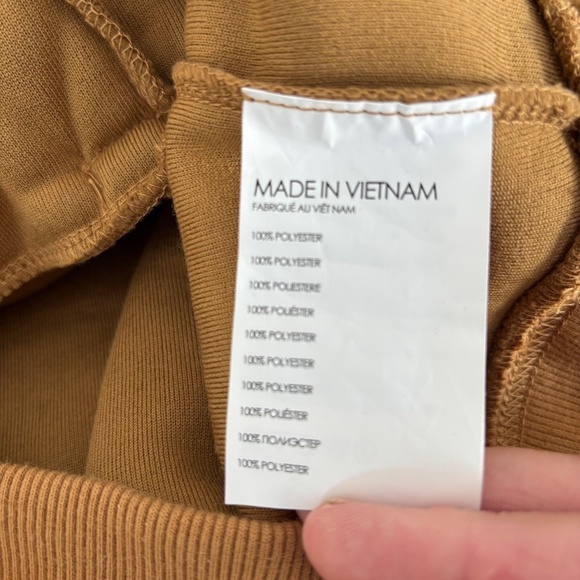 MADE IN VIETNAM
FABRIQUÉ AU VIÊT NAM
100% POLYESTER
100% POLYESTER
100% POLIESTERE
100% POLIÉSTER
100% POLYESTER
100% POLYESTER
100% POLYESTER
100% POLIÉSTER
100% ПОЛИЭСТЕР
100% POLYESTER